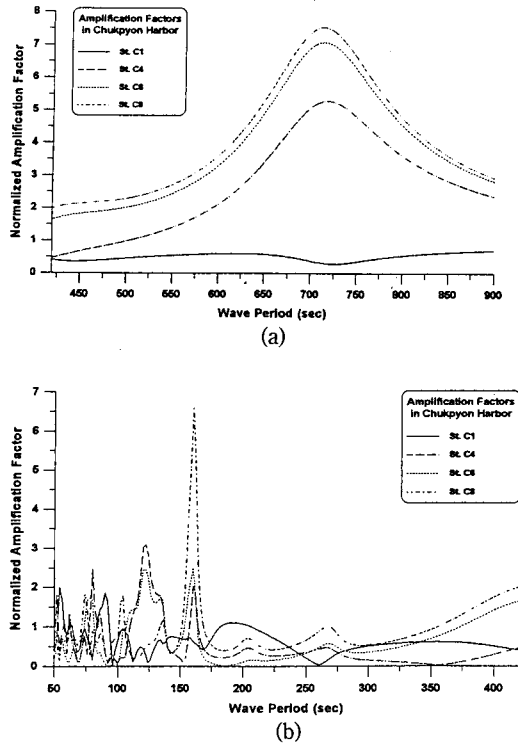 Amplification Factors
in Chukpyon Harbor
St. C1
St. C4
St. C6
St. C8
Normalized Amplification Factor
8
7
6
5
4
3
2
1
0
450 500 550 600 650 700 750 800 850 900
Wave Period (sec)
(a)
Amplification Factors
in Chukpyon Harbor
St. C1
St. C4
St. C6
St. C8
Normalized Amplification Factor
7
6
5
4
3
2
1
0
50 100 150 200 250 300 350 400
Wave Period (sec)
(b)